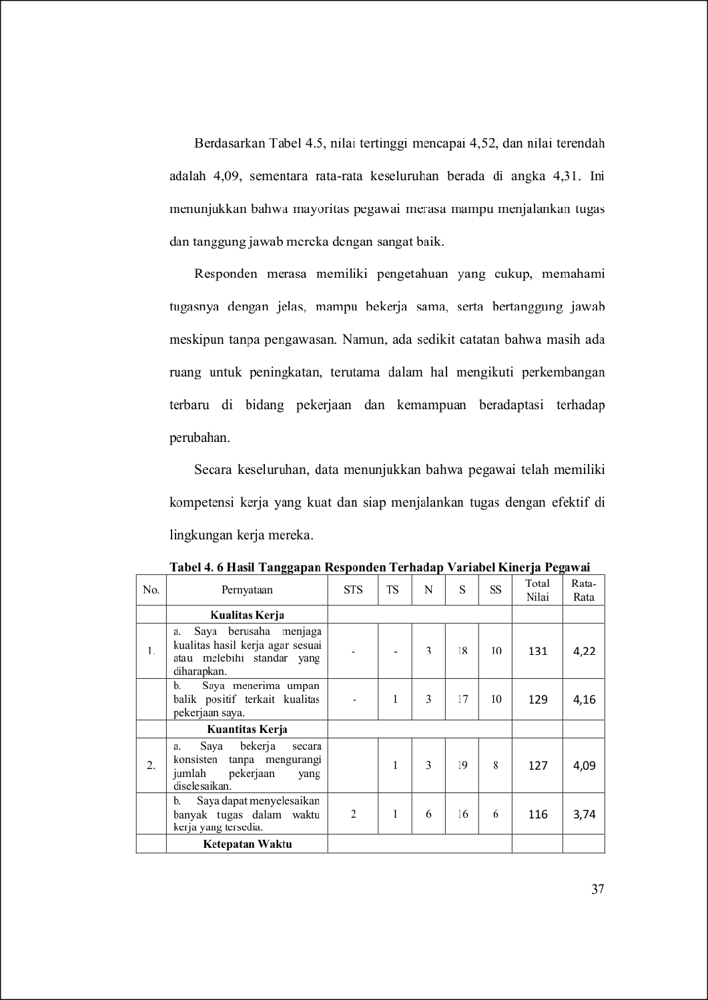 Berdasarkan Tabel 4.5, nilai tertinggi mencapai 4,52, dan nilai terendah
adalah 4,09, sementara rata-rata keseluruhan berada di angka 4,31. Ini
menunjukkan bahwa mayoritas pegawai merasa mampu menjalankan tugas
dan tanggung jawab mereka dengan sangat baik.
Responden merasa memiliki pengetahuan yang cukup, memahami
tugasnya dengan jelas, mampu bekerja sama, serta bertanggung jawab
meskipun tanpa pengawasan. Namun, ada sedikit catatan bahwa masih ada
ruang untuk peningkatan, terutama dalam hal mengikuti perkembangan
terbaru di bidang pekerjaan dan kemampuan beradaptasi terhadap
perubahan.
Secara keseluruhan, data menunjukkan bahwa pegawai telah memiliki
kompetensi kerja yang kuat dan siap menjalankan tugas dengan efektif di
lingkungan kerja mereka.
Tabel 4. 6 Hasil Tanggapan Responden Terhadap Variabel Kinerja Pegawai
No. Pernyataan STS TS N S SS Total Nilai Rata-Rata
Kualitas Kerja
1. a. Saya berusaha menjaga
kualitas hasil kerja agar sesuai
atau melebihi standar yang
diharapkan.
- - 3 18 10 131 4,22
b. Saya menerima umpan
balik positif terkait kualitas
pekerjaan saya.
- 1 3 17 10 129 4,16
Kuantitas Kerja
2. a. Saya bekerja secara
konsisten tanpa mengurangi
jumlah pekerjaan yang
diselesaikan.
1 3 19 8 127 4,09
b. Saya dapat menyelesaikan
banyak tugas dalam waktu
kerja yang tersedia.
2 1 6 16 6 116 3,74
Ketepatan Waktu
37